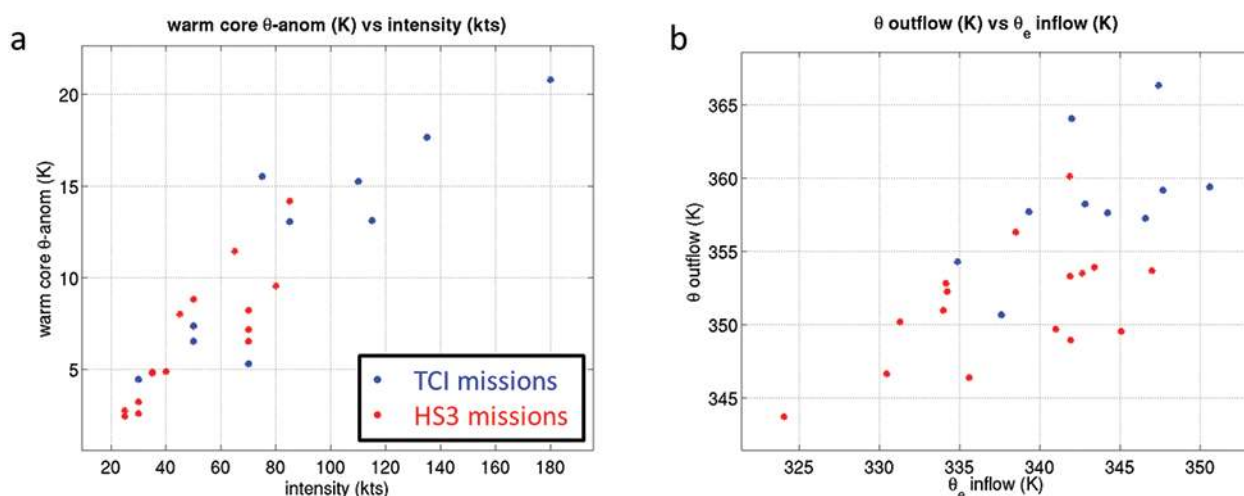 a
warm core θ-anom (K) vs intensity (kts)
warm core θ-anom (K)
20
15
10
5
TCI missions
HS3 missions
20 40 60 80 100 120 140 160 180
intensity (kts)
b
θ outflow (K) vs θe inflow (K)
θ outflow (K)
365
360
355
350
345
325 330 335 340 345 350
θe inflow (K)